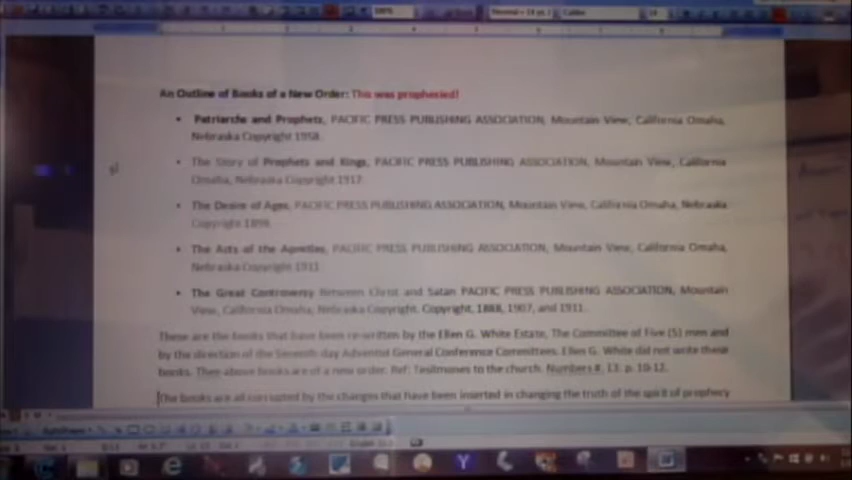 An Outline of Books of a New Order: This was prophesied!
• Patriarchs and Prophets, PACIFIC PRESS PUBLISHING ASSOCIATION, Mountain View, California Omaha,
Nebraska Copyright 1958.
• The Story of Prophets and Kings, PACIFIC PRESS PUBLISHING ASSOCIATION, Mountain View, California
Omaha, Nebraska Copyright 1917.
• The Desire of Ages, PACIFIC PRESS PUBLISHING ASSOCIATION, Mountain View, California Omaha, Nebraska
Copyright 1898.
• The Acts of the Apostles, PACIFIC PRESS PUBLISHING ASSOCIATION, Mountain View, California Omaha,
Nebraska Copyright 1911
• The Great Controversy Between Christ and Satan PACIFIC PRESS PUBLISHING ASSOCIATION, Mountain
View, California Omaha, Nebraska Copyright. Copyright, 1888, 1907, and 1911.
These are the books that have been re-written by the Ellen G. White Estate, The Committee of Five (5) men and
by the direction of the Seventh day Adventist General Conference Committees. Ellen G. White did not write these
books. Then above books are of a new order. Ref: Testimonies to the church. Numbers #. 13. p. 10-12.
The books are all corrupted by the changes that have been inserted in changing the truth of the spirit of prophecy